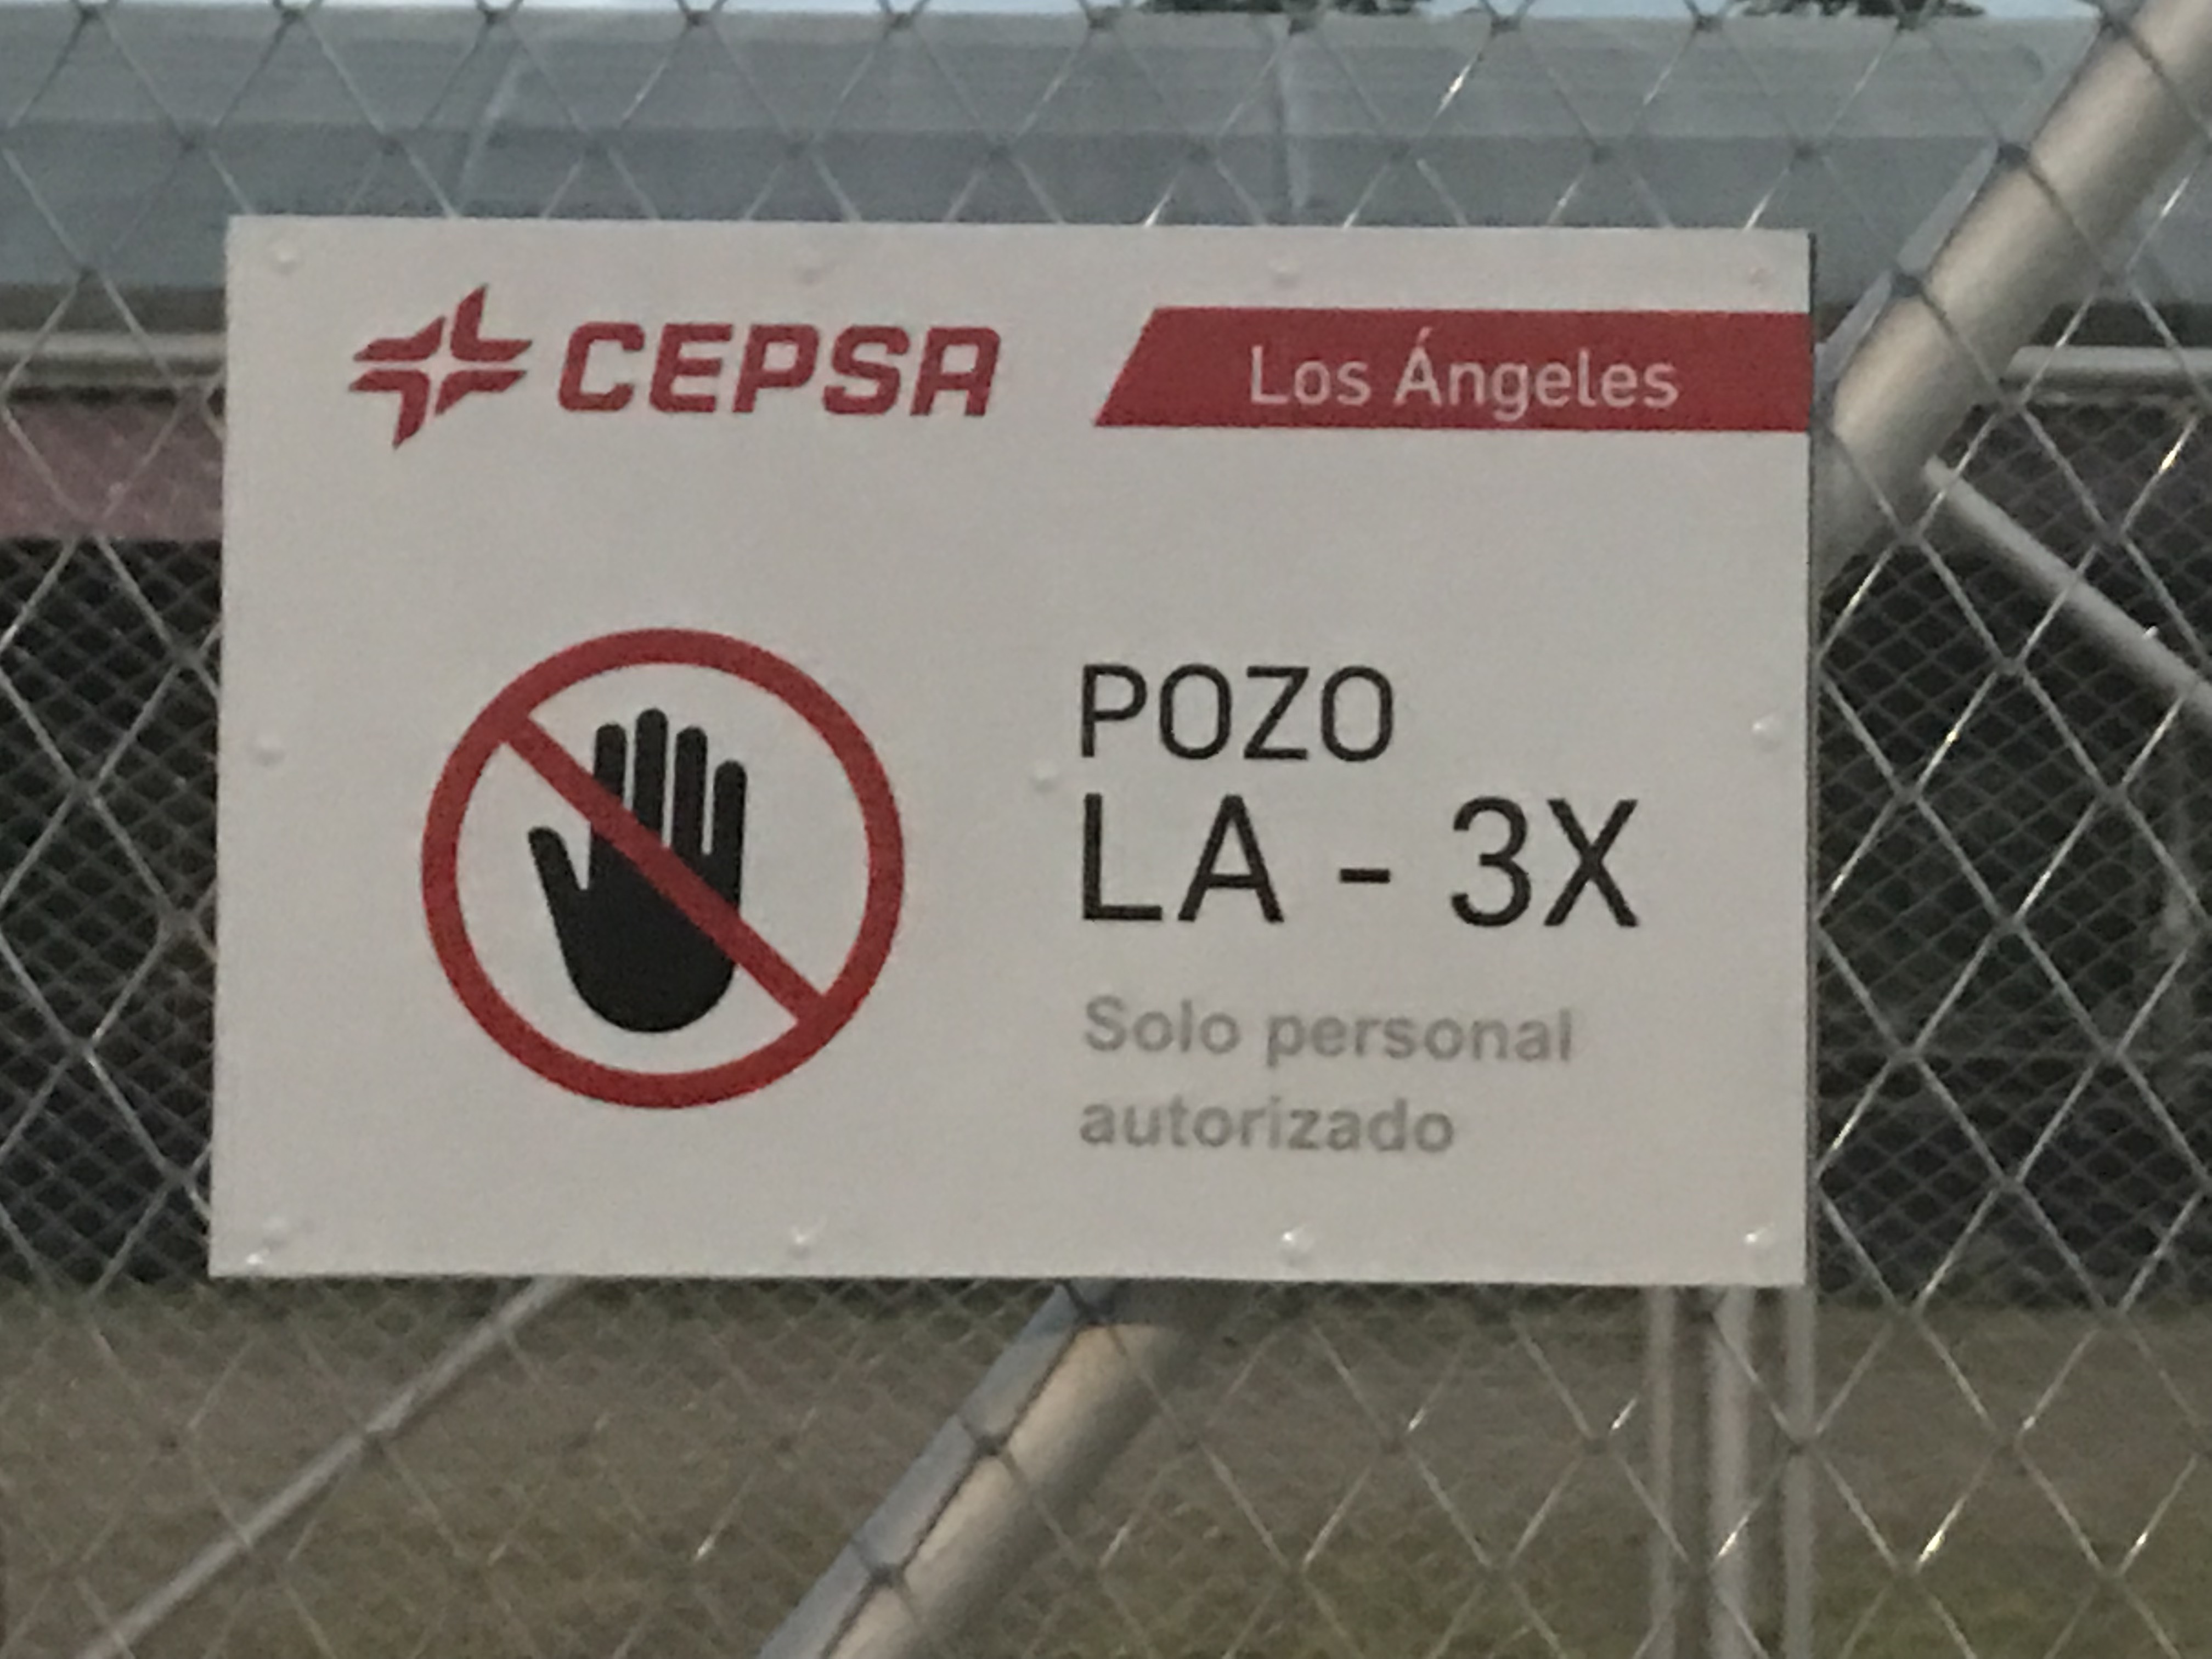 CEPSA
Los Ángeles
POZO
LA - 3X
Solo personal
autorizado